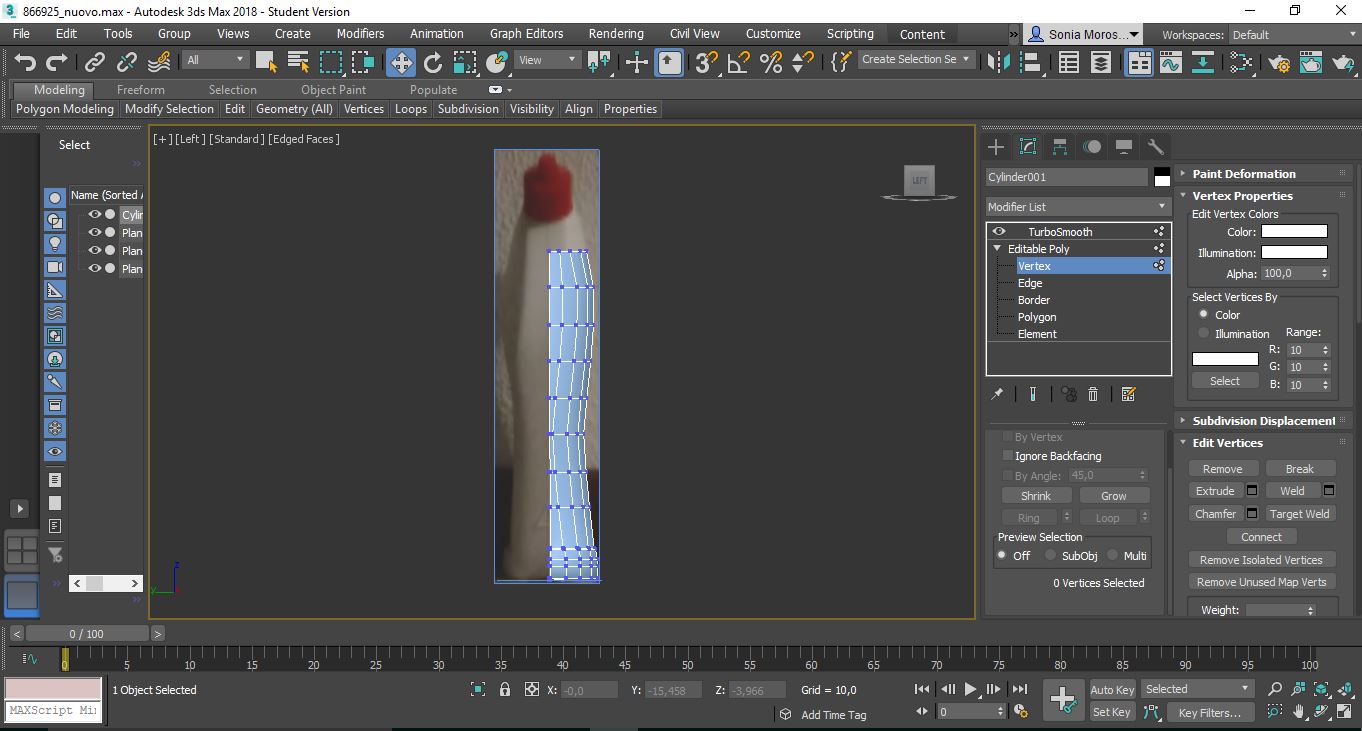 866925_nuovo.max - Autodesk 3ds Max 2018 - Student Version
File Edit Tools Group Views Create Modifiers Animation Graph Editors Rendering Civil View Customize Scripting Content » Sonia Moros... Workspaces: Default
All View 3 Create Selection Se
Modeling Freeform Selection Object Paint Populate
Polygon Modeling Modify Selection Edit Geometry (All) Vertices Loops Subdivision Visibility Align Properties
Select
Name (Sorted A
Cylin
Plan
Plan
Plan
[+] [Left] [Standard] [Edged Faces]
LEFT
z
y
Cylinder001
Modifier List
TurboSmooth
Editable Poly
Vertex
Edge
Border
Polygon
Element
By Vertex
Ignore Backfacing
By Angle: 45,0
Shrink Grow
Ring Loop
Preview Selection
Off SubObj Multi
0 Vertices Selected
Paint Deformation
Vertex Properties
Edit Vertex Colors
Color:
Illumination:
Alpha: 100,0
Select Vertices By
Color
Illumination Range:
R: 10
G: 10
Select B: 10
Subdivision Displacement
Edit Vertices
Remove Break
Extrude Weld
Chamfer Target Weld
Connect
Remove Isolated Vertices
Remove Unused Map Verts
Weight:
< 0 / 100 >
0 5 10 15 20 25 30 35 40 45 50 55 60 65 70 75 80 85 90 95 100
1 Object Selected X: -0,0 Y: -15,458 Z: -3,966 Grid = 10,0 Auto Key Selected
MAXScript Mi Add Time Tag 0 Set Key Key Filters...